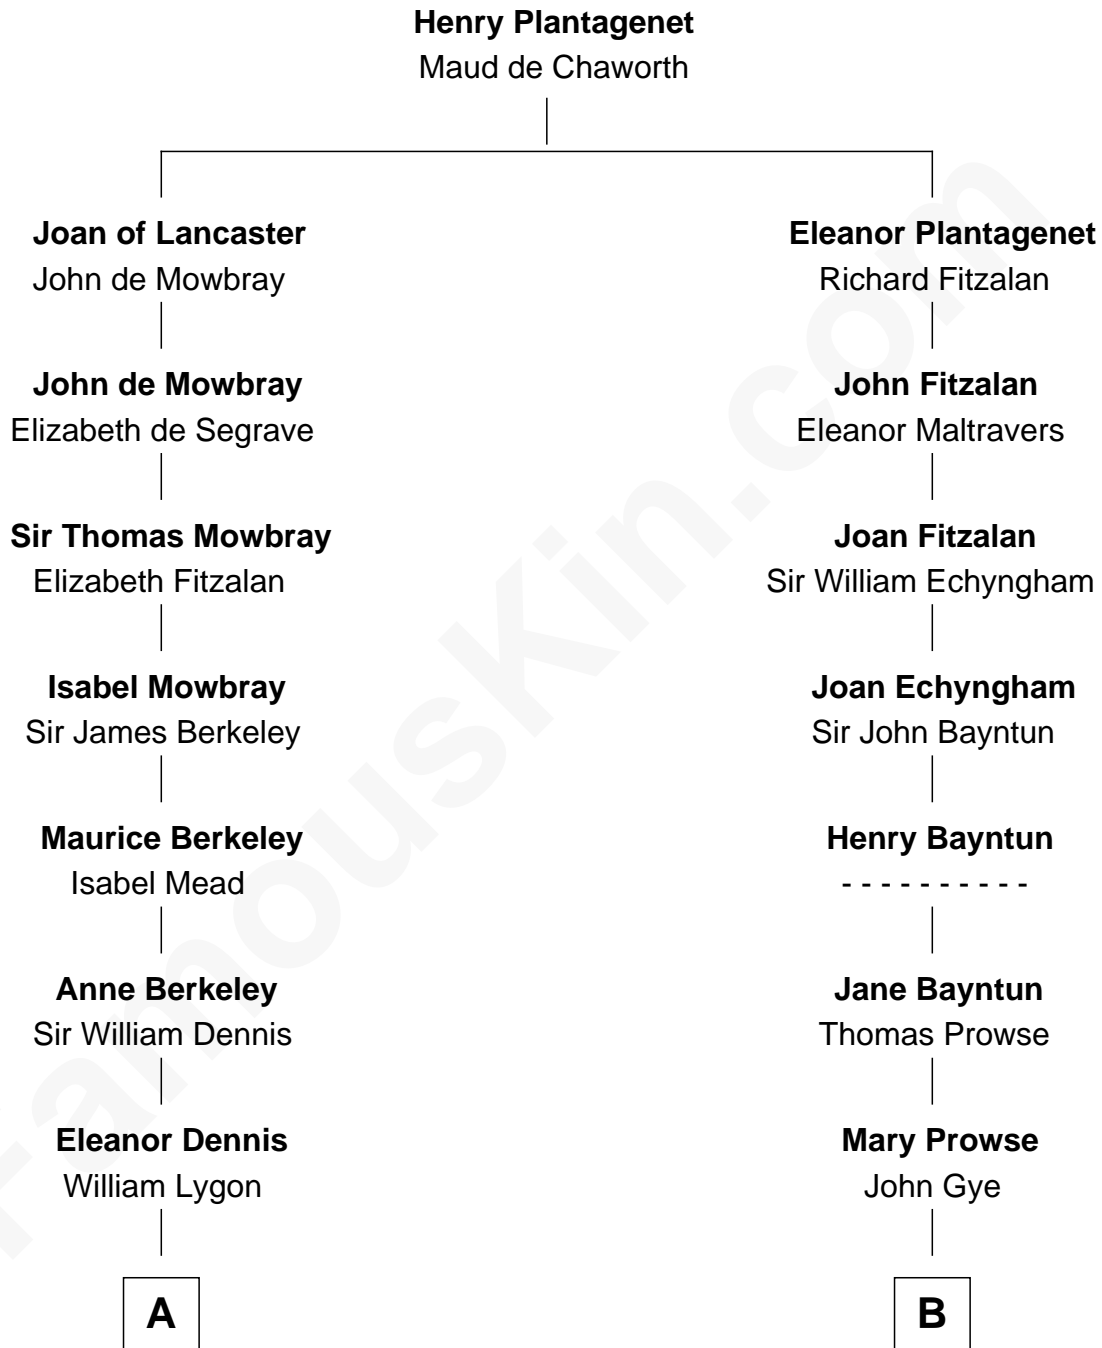 Henry Plantagenet
Maud de Chaworth
Joan of Lancaster
John de Mowbray
Eleanor Plantagenet
Richard Fitzalan
John de Mowbray
Elizabeth de Segrave
John Fitzalan
Eleanor Maltravers
Sir Thomas Mowbray
Elizabeth Fitzalan
Joan Fitzalan
Sir William Echyngham
Isabel Mowbray
Sir James Berkeley
Joan Echyngham
Sir John Bayntun
Maurice Berkeley
Isabel Mead
Henry Bayntun
- - - - - - - - - -
Anne Berkeley
Sir William Dennis
Jane Bayntun
Thomas Prowse
Eleanor Dennis
William Lygon
Mary Prowse
John Gye
A
B
FamousKin.com